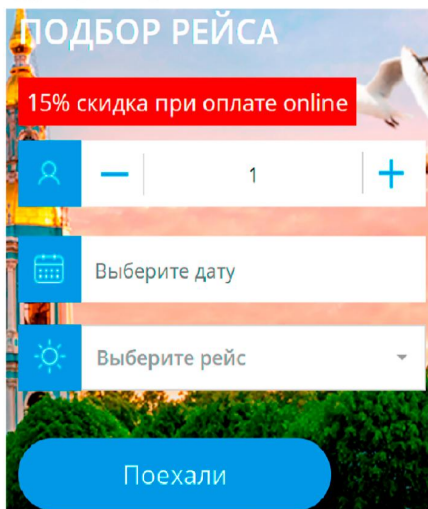 ПОДБОР РЕЙСА
15% скидка при оплате online
1
Выберите дату
Выберите рейс
Поехали